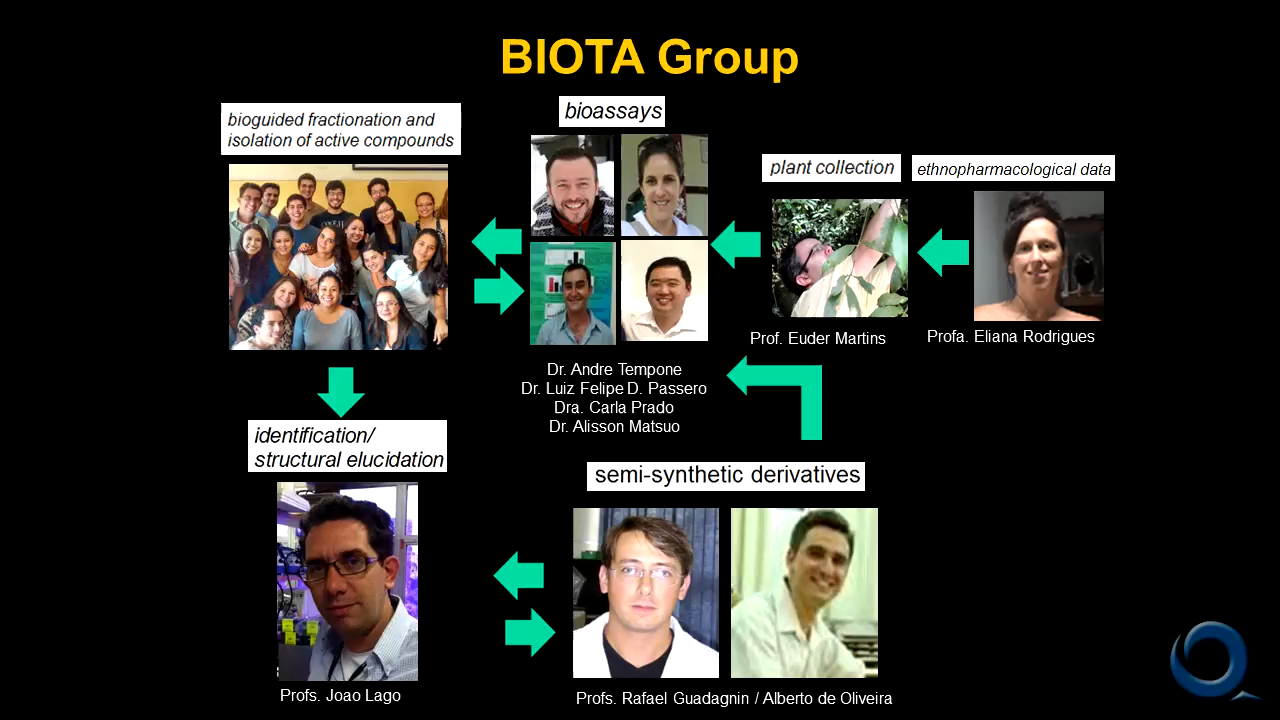 BIOTA Group
bioguided fractionation and
isolation of active compounds
bioassays
plant collection
ethnopharmacological data
Prof. Euder Martins
Profa. Eliana Rodrigues
Dr. Andre Tempone
Dr. Luiz Felipe D. Passero
Dra. Carla Prado
Dr. Alisson Matsuo
identification/
structural elucidation
semi-synthetic derivatives
Profs. Joao Lago
Profs. Rafael Guadagnin / Alberto de Oliveira